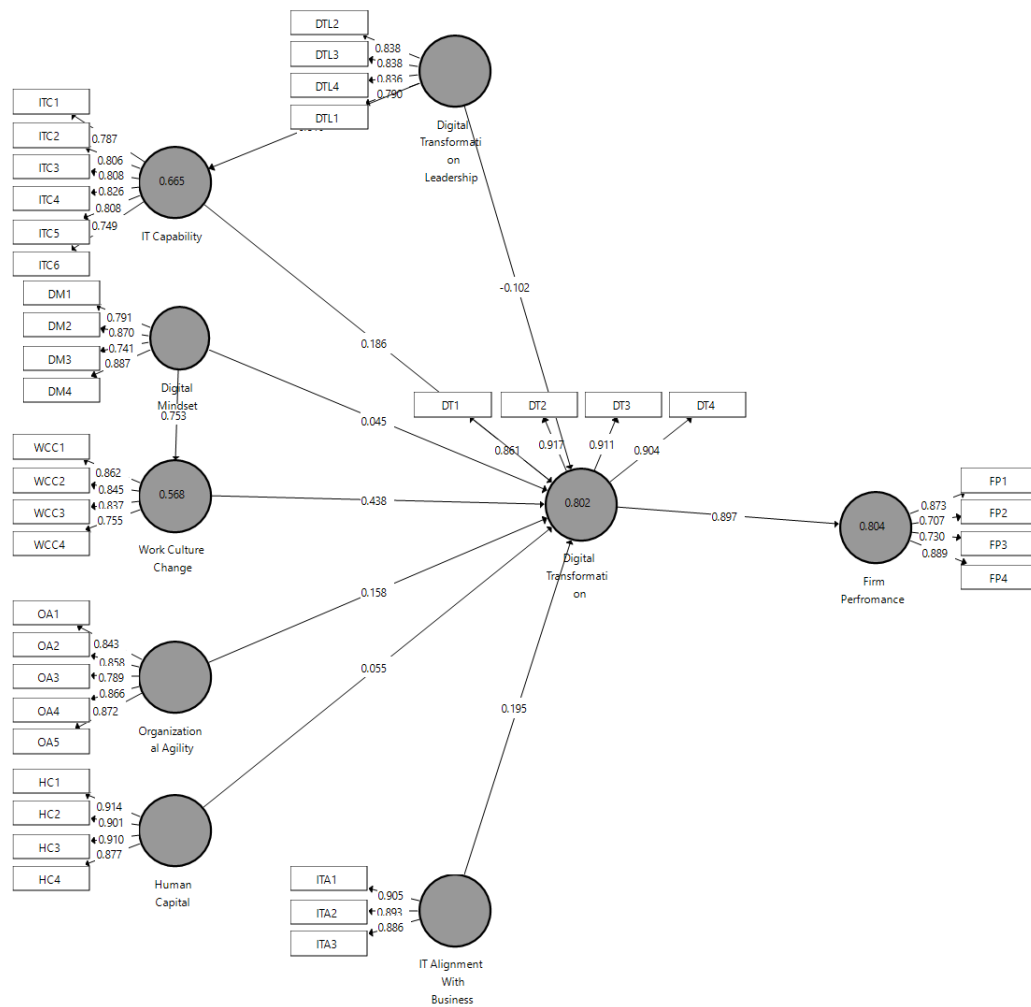 DTL2
DTL3
DTL4
DTL1
0.838
0.838
0.836
0.790
Digital
Transformati
on
Leadership
ITC1
ITC2
ITC3
ITC4
ITC5
ITC6
0.787
0.806
0.808
0.826
0.808
0.749
0.665
IT Capability
-0.102
0.186
DM1
DM2
DM3
DM4
0.791
0.870
0.741
0.887
Digital
Mindset
0.753
0.045
DT1
DT2
DT3
DT4
0.861
0.917
0.911
0.904
WCC1
WCC2
WCC3
WCC4
0.862
0.845
0.837
0.755
0.568
Work Culture
Change
0.438
0.802
Digital
Transformati
on
0.897
0.804
Firm
Perfromance
0.873
0.707
0.730
0.889
FP1
FP2
FP3
FP4
OA1
OA2
OA3
OA4
OA5
0.843
0.858
0.789
0.866
0.872
Organization
al Agility
0.158
0.055
0.195
HC1
HC2
HC3
HC4
0.914
0.901
0.910
0.877
Human
Capital
ITA1
ITA2
ITA3
0.905
0.893
0.886
IT Alignment
With
Business